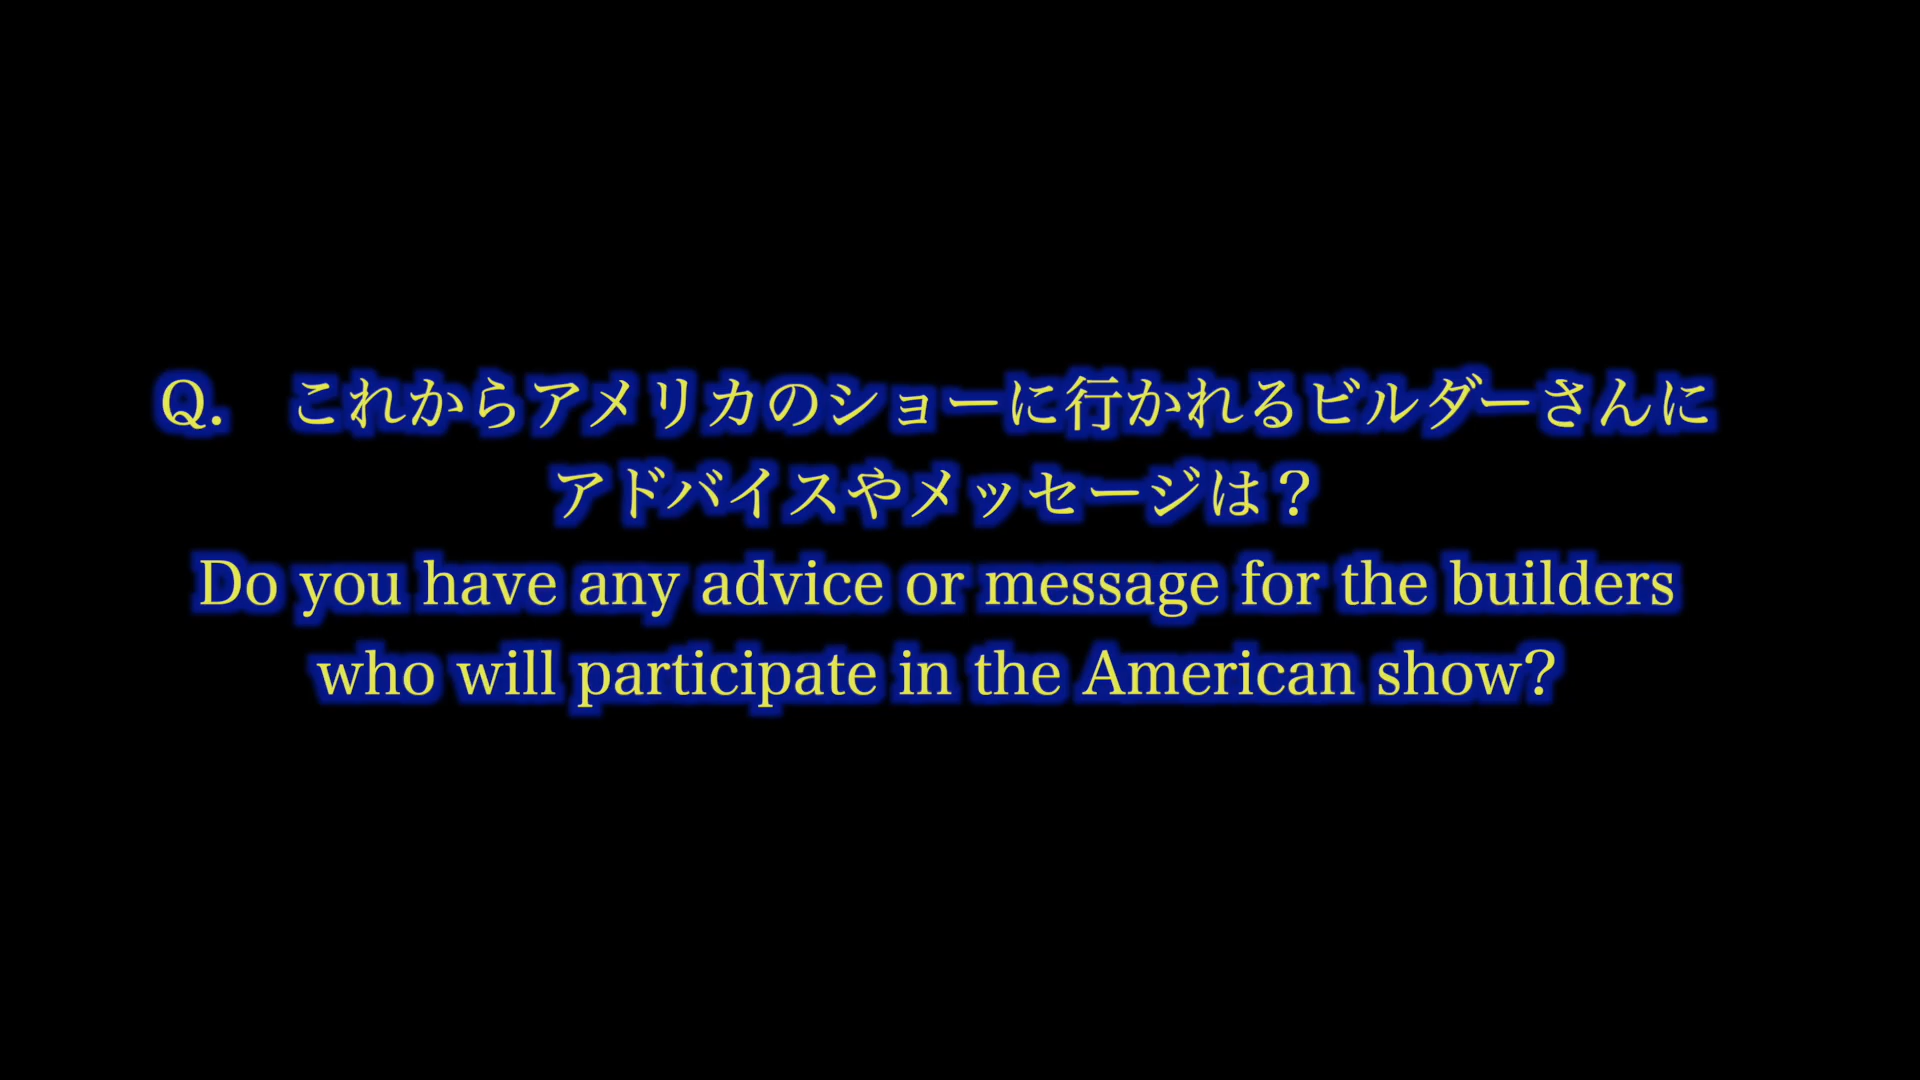 Q.　これからアメリカのショーに行かれるビルダーさんに
アドバイスやメッセージは？
Do you have any advice or message for the builders
who will participate in the American show?